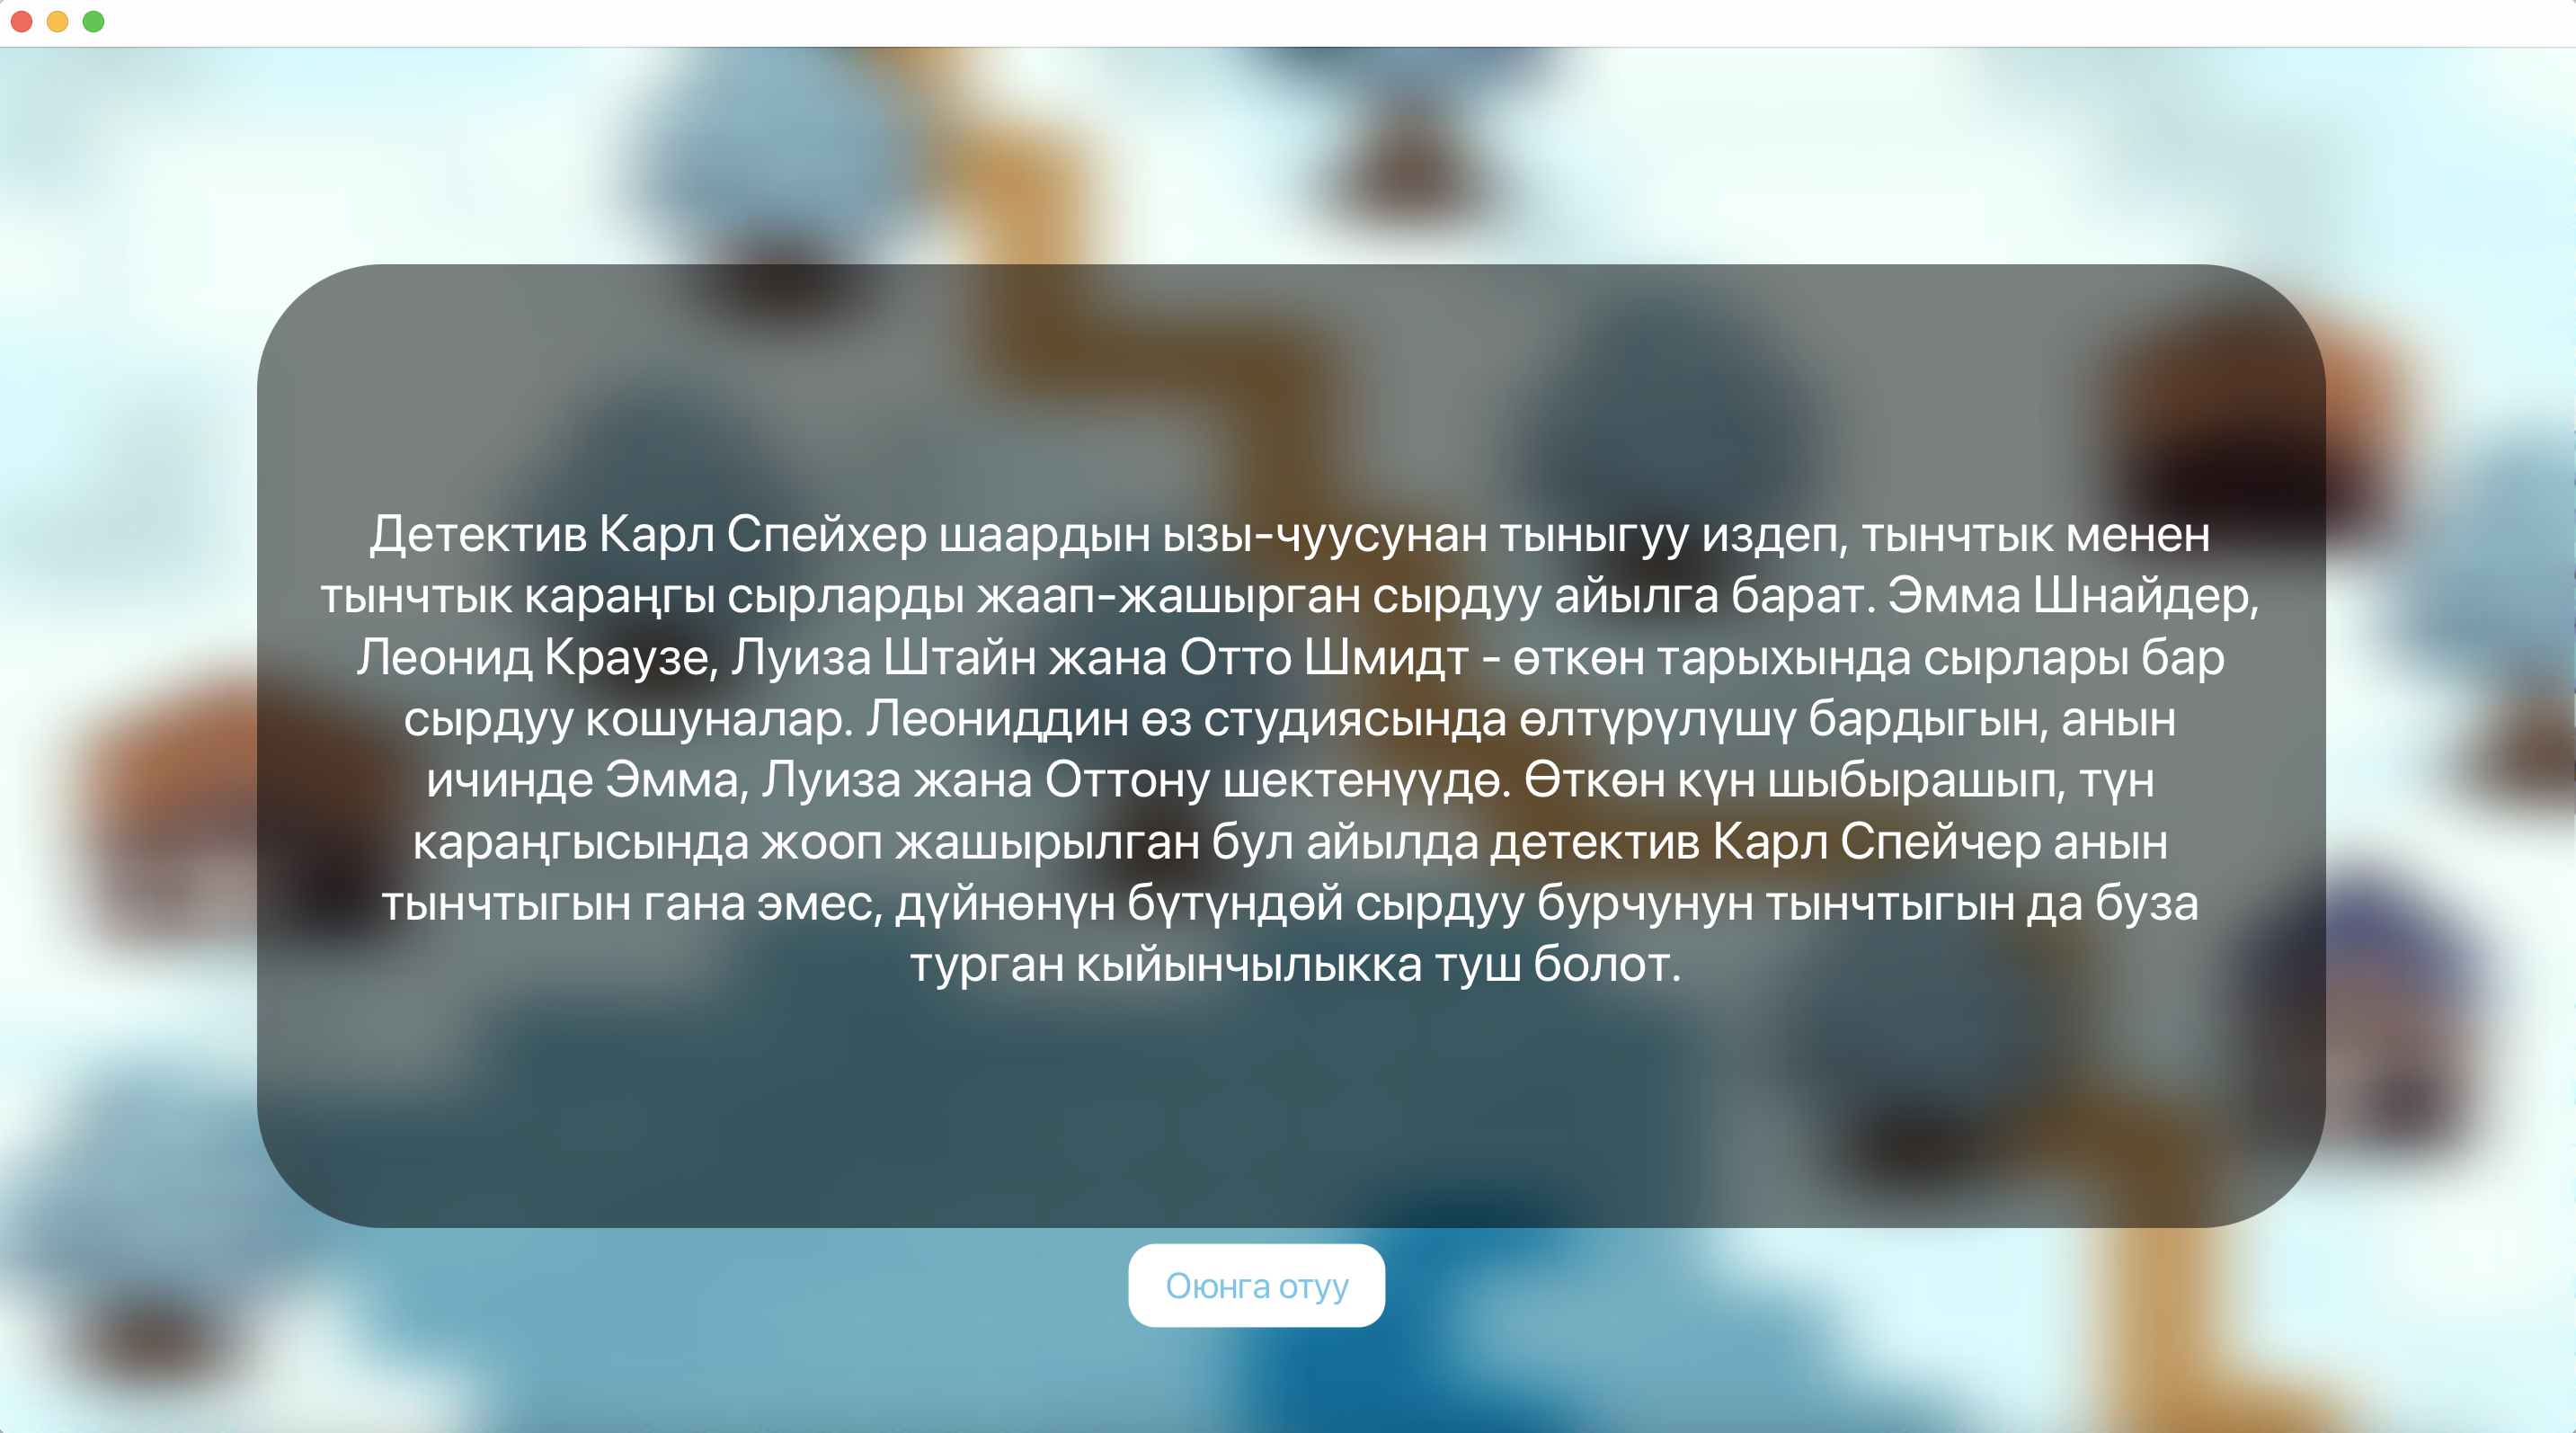 Детектив Карл Спейхер шаардын ызы-чуусунан тыныгуу издеп, тынчтык менен
тынчтык караңгы сырларды жаап-жашырган сырдуу айылга барат. Эмма Шнайдер,
Леонид Краузе, Луиза Штайн жана Отто Шмидт - өткөн тарыхында сырлары бар
сырдуу кошуналар. Леониддин өз студиясында өлтүрүлүшү бардыгын, анын
ичинде Эмма, Луиза жана Оттону шектенүүдө. Өткөн күн шыбырашып, түн
караңгысында жооп жашырылган бул айылда детектив Карл Спейчер анын
тынчтыгын гана эмес, дүйнөнүн бүтүндөй сырдуу бурчунун тынчтыгын да буза
турган кыйынчылыкка туш болот.
Оюнга отуу